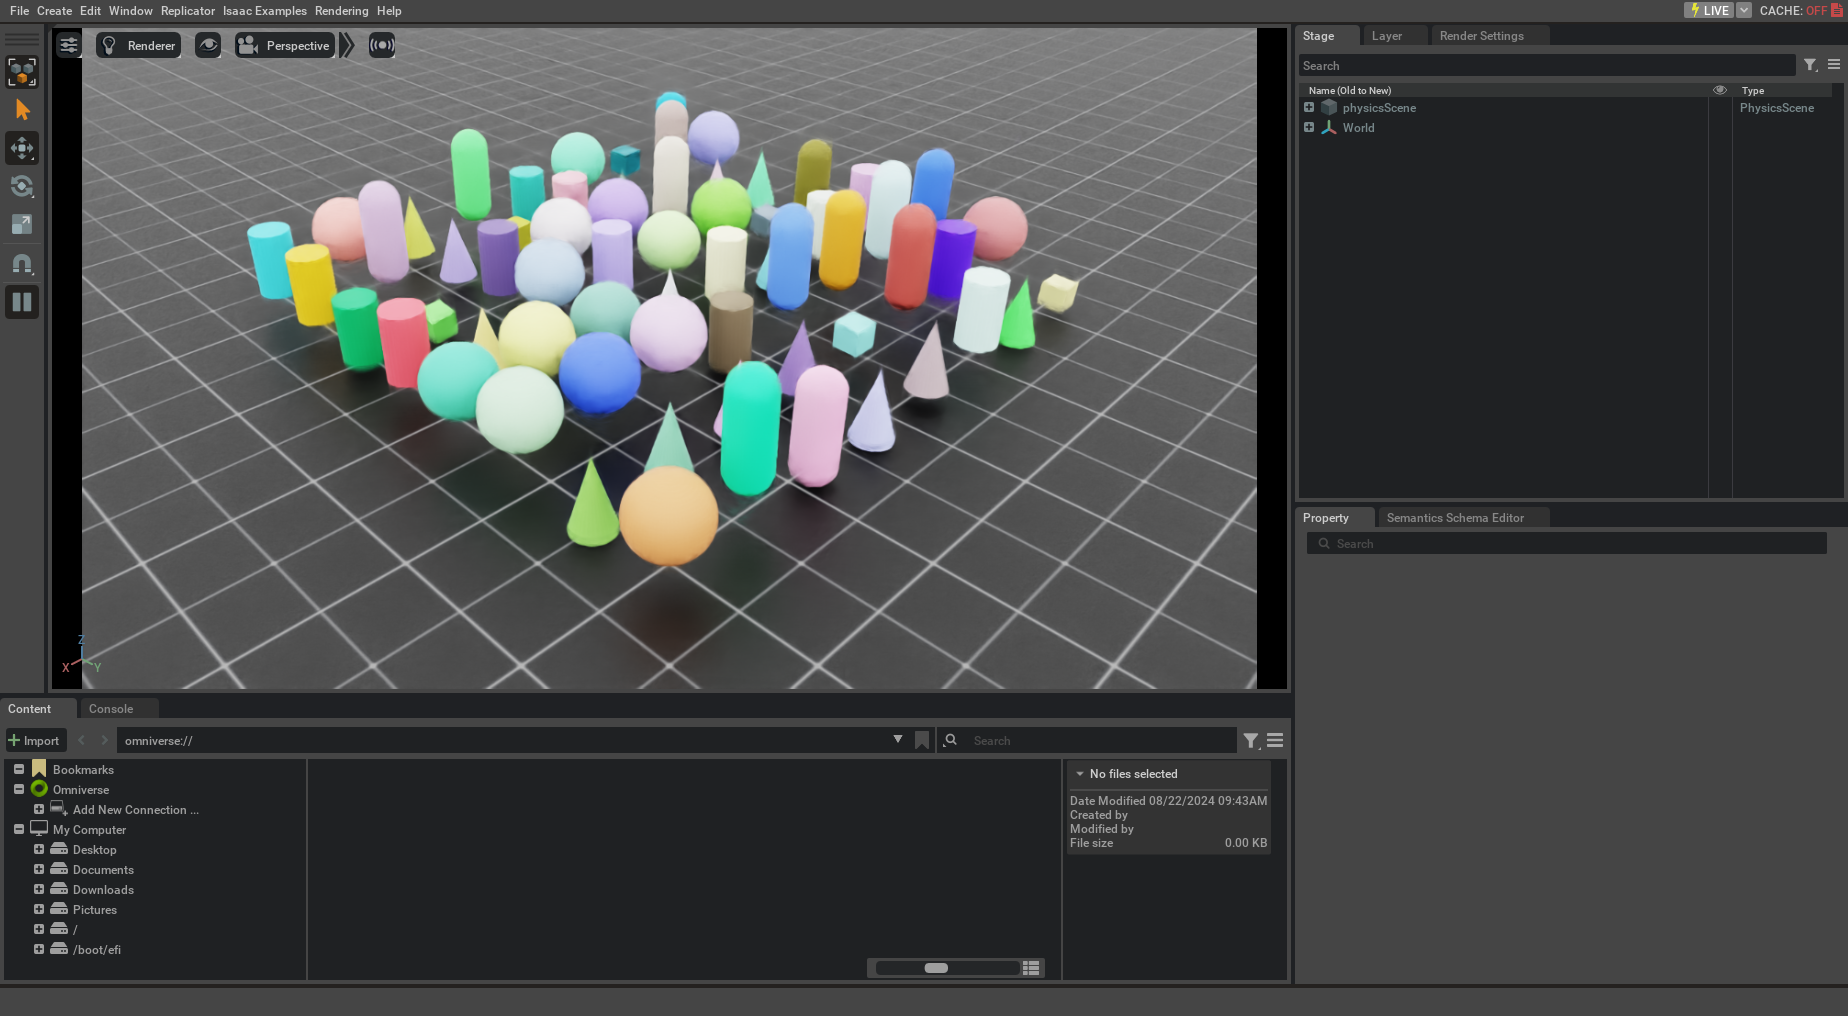 File Create Edit Window Replicator Isaac Examples Rendering Help
LIVE CACHE: OFF
Renderer Perspective
Z
X Y
Stage Layer Render Settings
Search
Name (Old to New) Type
physicsScene PhysicsScene
World
Property Semantics Schema Editor
Search
Content Console
Import omniverse:// Search
Bookmarks
Omniverse
Add New Connection ...
My Computer
Desktop
Documents
Downloads
Pictures
/
/boot/efi
No files selected
Date Modified 08/22/2024 09:43AM
Created by
Modified by
File size 0.00 KB